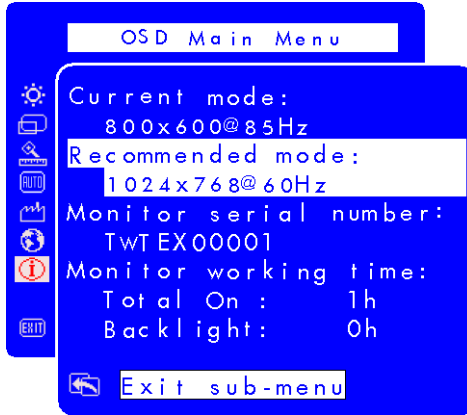 OSD Main Menu
Current mode:
800x600@85Hz
Recommended mode:
1024x768@60Hz
AUTO
Monitor serial number:
TWTEX00001
Monitor working time:
Total On : 1h
EXIT
Backlight: 0h
Exit sub-menu